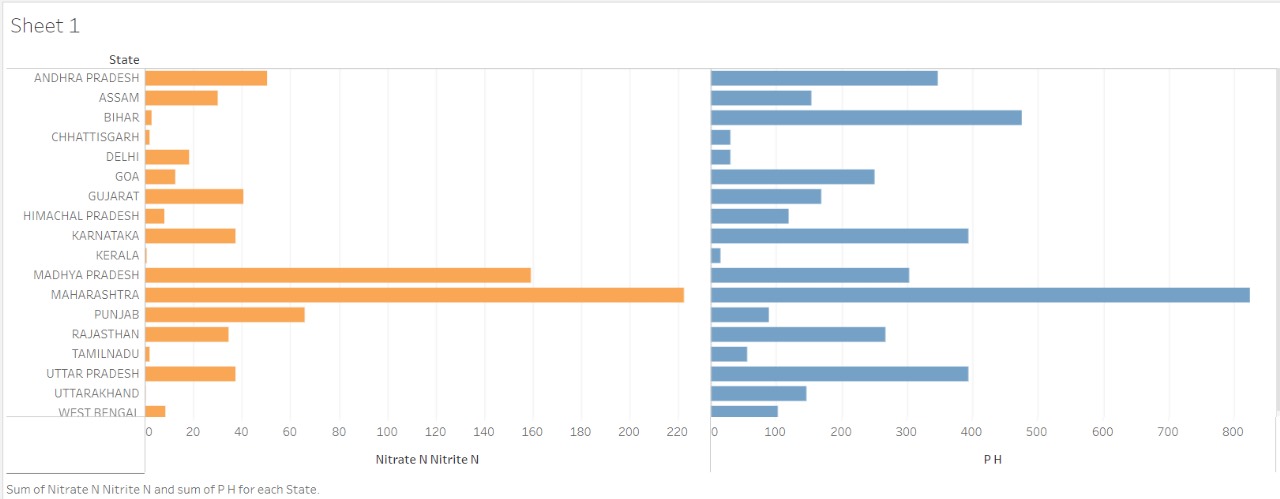 Sheet 1
State
ANDHRA PRADESH
ASSAM
BIHAR
CHHATTISGARH
DELHI
GOA
GUJARAT
HIMACHAL PRADESH
KARNATAKA
KERALA
MADHYA PRADESH
MAHARASHTRA
PUNJAB
RAJASTHAN
TAMILNADU
UTTAR PRADESH
UTTARAKHAND
WEST BENGAL
0 20 40 60 80 100 120 140 160 180 200 220 0 100 200 300 400 500 600 700 800
Nitrate N Nitrite N P H
Sum of Nitrate N Nitrite N and sum of P H for each State.